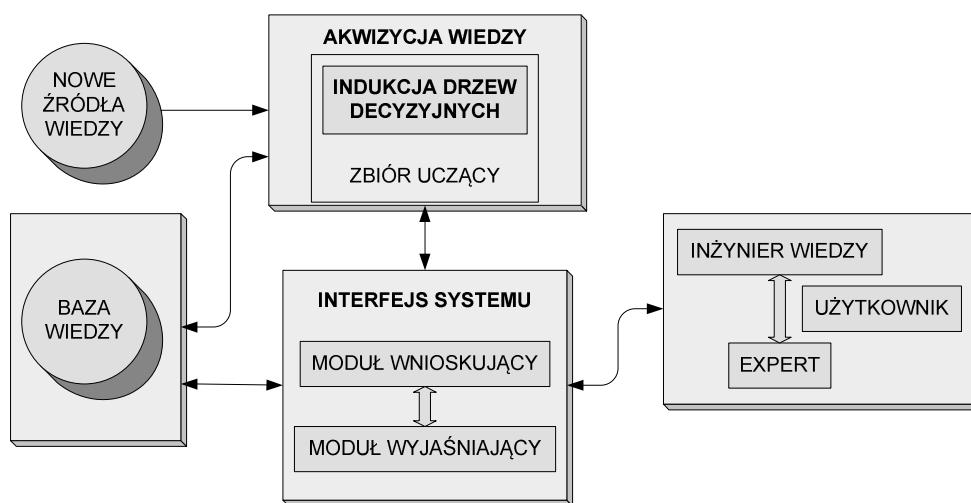 AKWIZYCJA WIEDZY
NOWE
ŹRÓDŁA
WIEDZY
INDUKCJA DRZEW
DECYZYJNYCH
ZBIÓR UCZĄCY
BAZA
WIEDZY
INTERFEJS SYSTEMU
MODUŁ WNIOSKUJĄCY
MODUŁ WYJAŚNIAJĄCY
INŻYNIER WIEDZY
UŻYTKOWNIK
EXPERT